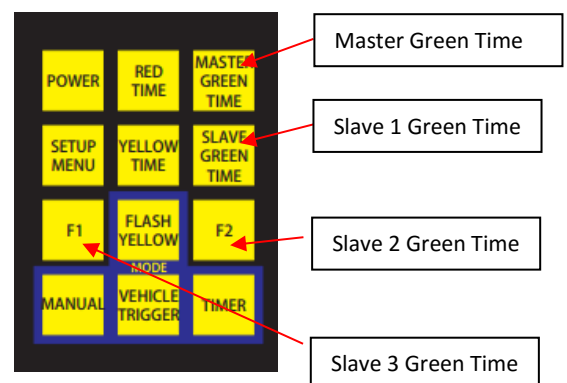 POWER
RED
TIME
MASTER
GREEN
TIME
Master Green Time
SETUP
MENU
YELLOW
TIME
SLAVE
GREEN
TIME
Slave 1 Green Time
F1
FLASH
YELLOW
F2
Slave 2 Green Time
MODE
MANUAL
VEHICLE
TRIGGER
TIMER
Slave 3 Green Time